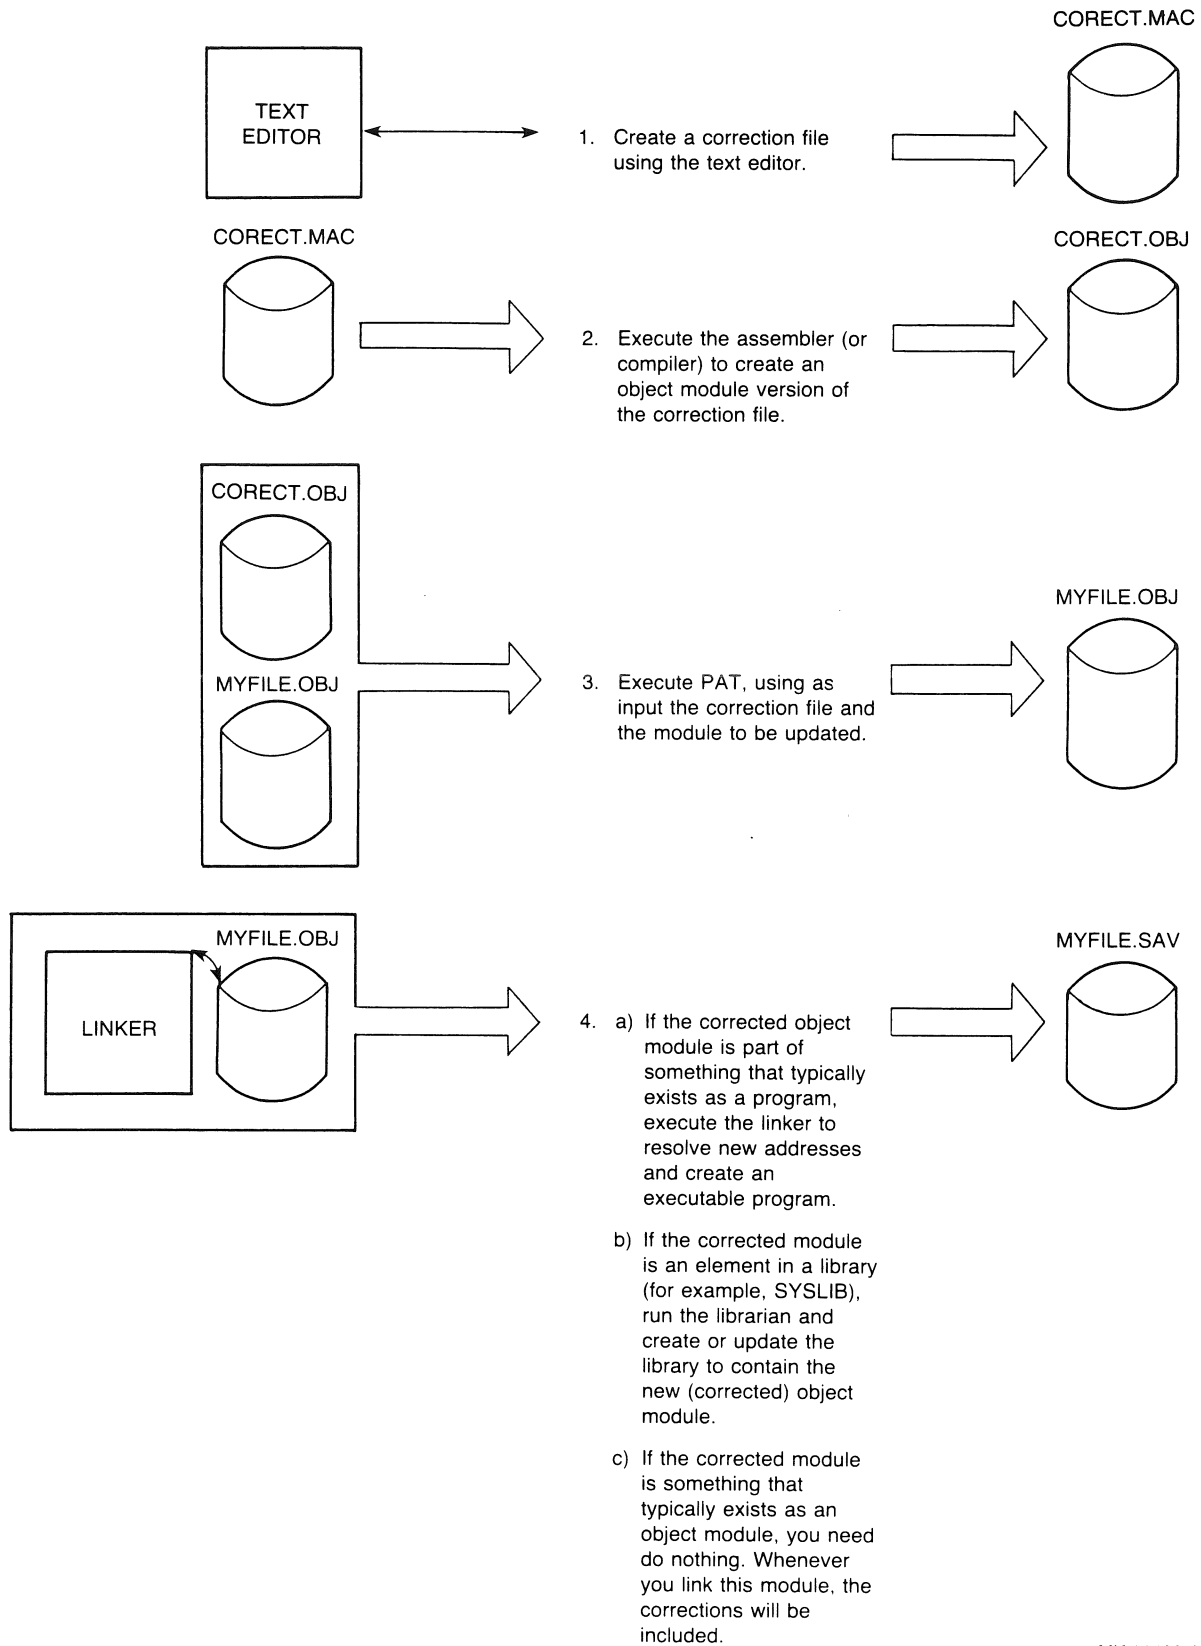 CORECT.MAC
TEXT
EDITOR
1. Create a correction file
using the text editor.
CORECT.MAC
CORECT.OBJ
2. Execute the assembler (or
compiler) to create an
object module version of
the correction file.
CORECT.OBJ
MYFILE.OBJ
MYFILE.OBJ
3. Execute PAT, using as
input the correction file and
the module to be updated.
MYFILE.OBJ
LINKER
MYFILE.SAV
4. a) If the corrected object
module is part of
something that typically
exists as a program,
execute the linker to
resolve new addresses
and create an
executable program.
b) If the corrected module
is an element in a library
(for example, SYSLIB),
run the librarian and
create or update the
library to contain the
new (corrected) object
module.
c) If the corrected module
is something that
typically exists as an
object module, you need
do nothing. Whenever
you link this module, the
corrections will be
included.